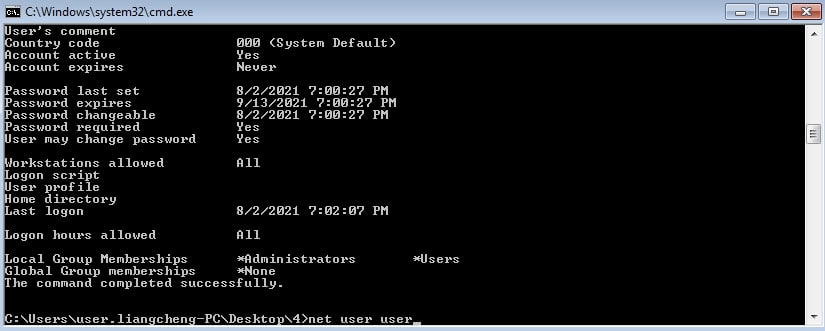 C:\Windows\system32\cmd.exe
User's comment
Country code 000 (System Default)
Account active Yes
Account expires Never
Password last set 8/2/2021 7:00:27 PM
Password expires 9/13/2021 7:00:27 PM
Password changeable 8/2/2021 7:00:27 PM
Password required Yes
User may change password Yes
Workstations allowed All
Logon script
User profile
Home directory
Last logon 8/2/2021 7:02:07 PM
Logon hours allowed All
Local Group Memberships *Administrators *Users
Global Group memberships *None
The command completed successfully.
C:\Users\user.liangcheng-PC\Desktop\4>net user user_